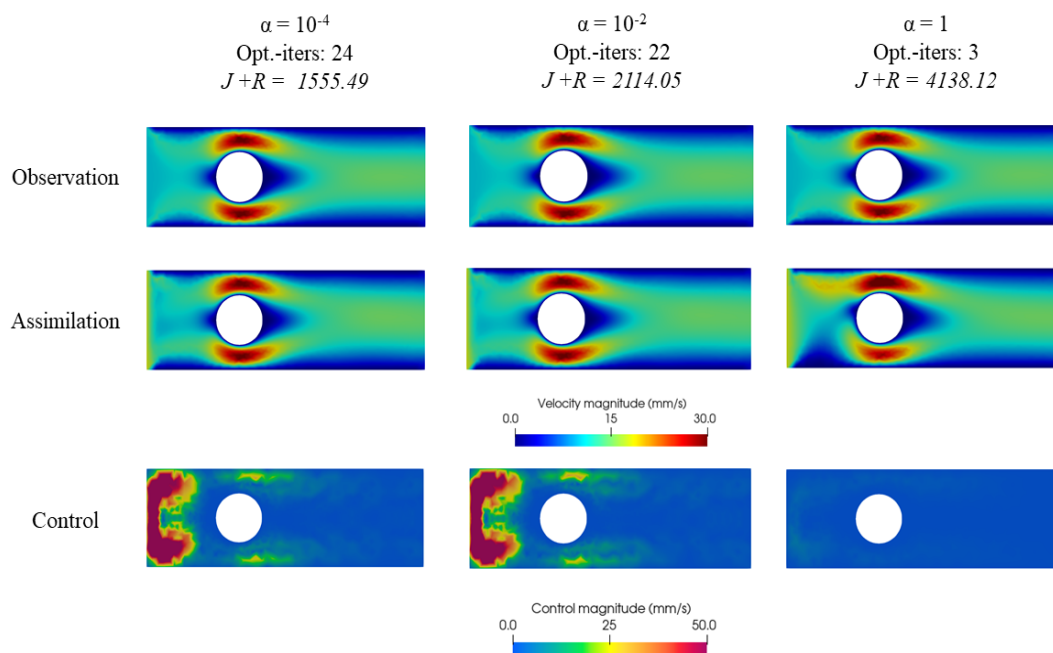 α = 10⁻⁴
Opt.-iters: 24
J +R = 1555.49
α = 10⁻²
Opt.-iters: 22
J +R = 2114.05
α = 1
Opt.-iters: 3
J +R = 4138.12
Observation
Assimilation
Velocity magnitude (mm/s)
0.0 15 30.0
Control
Control magnitude (mm/s)
0.0 25 50.0